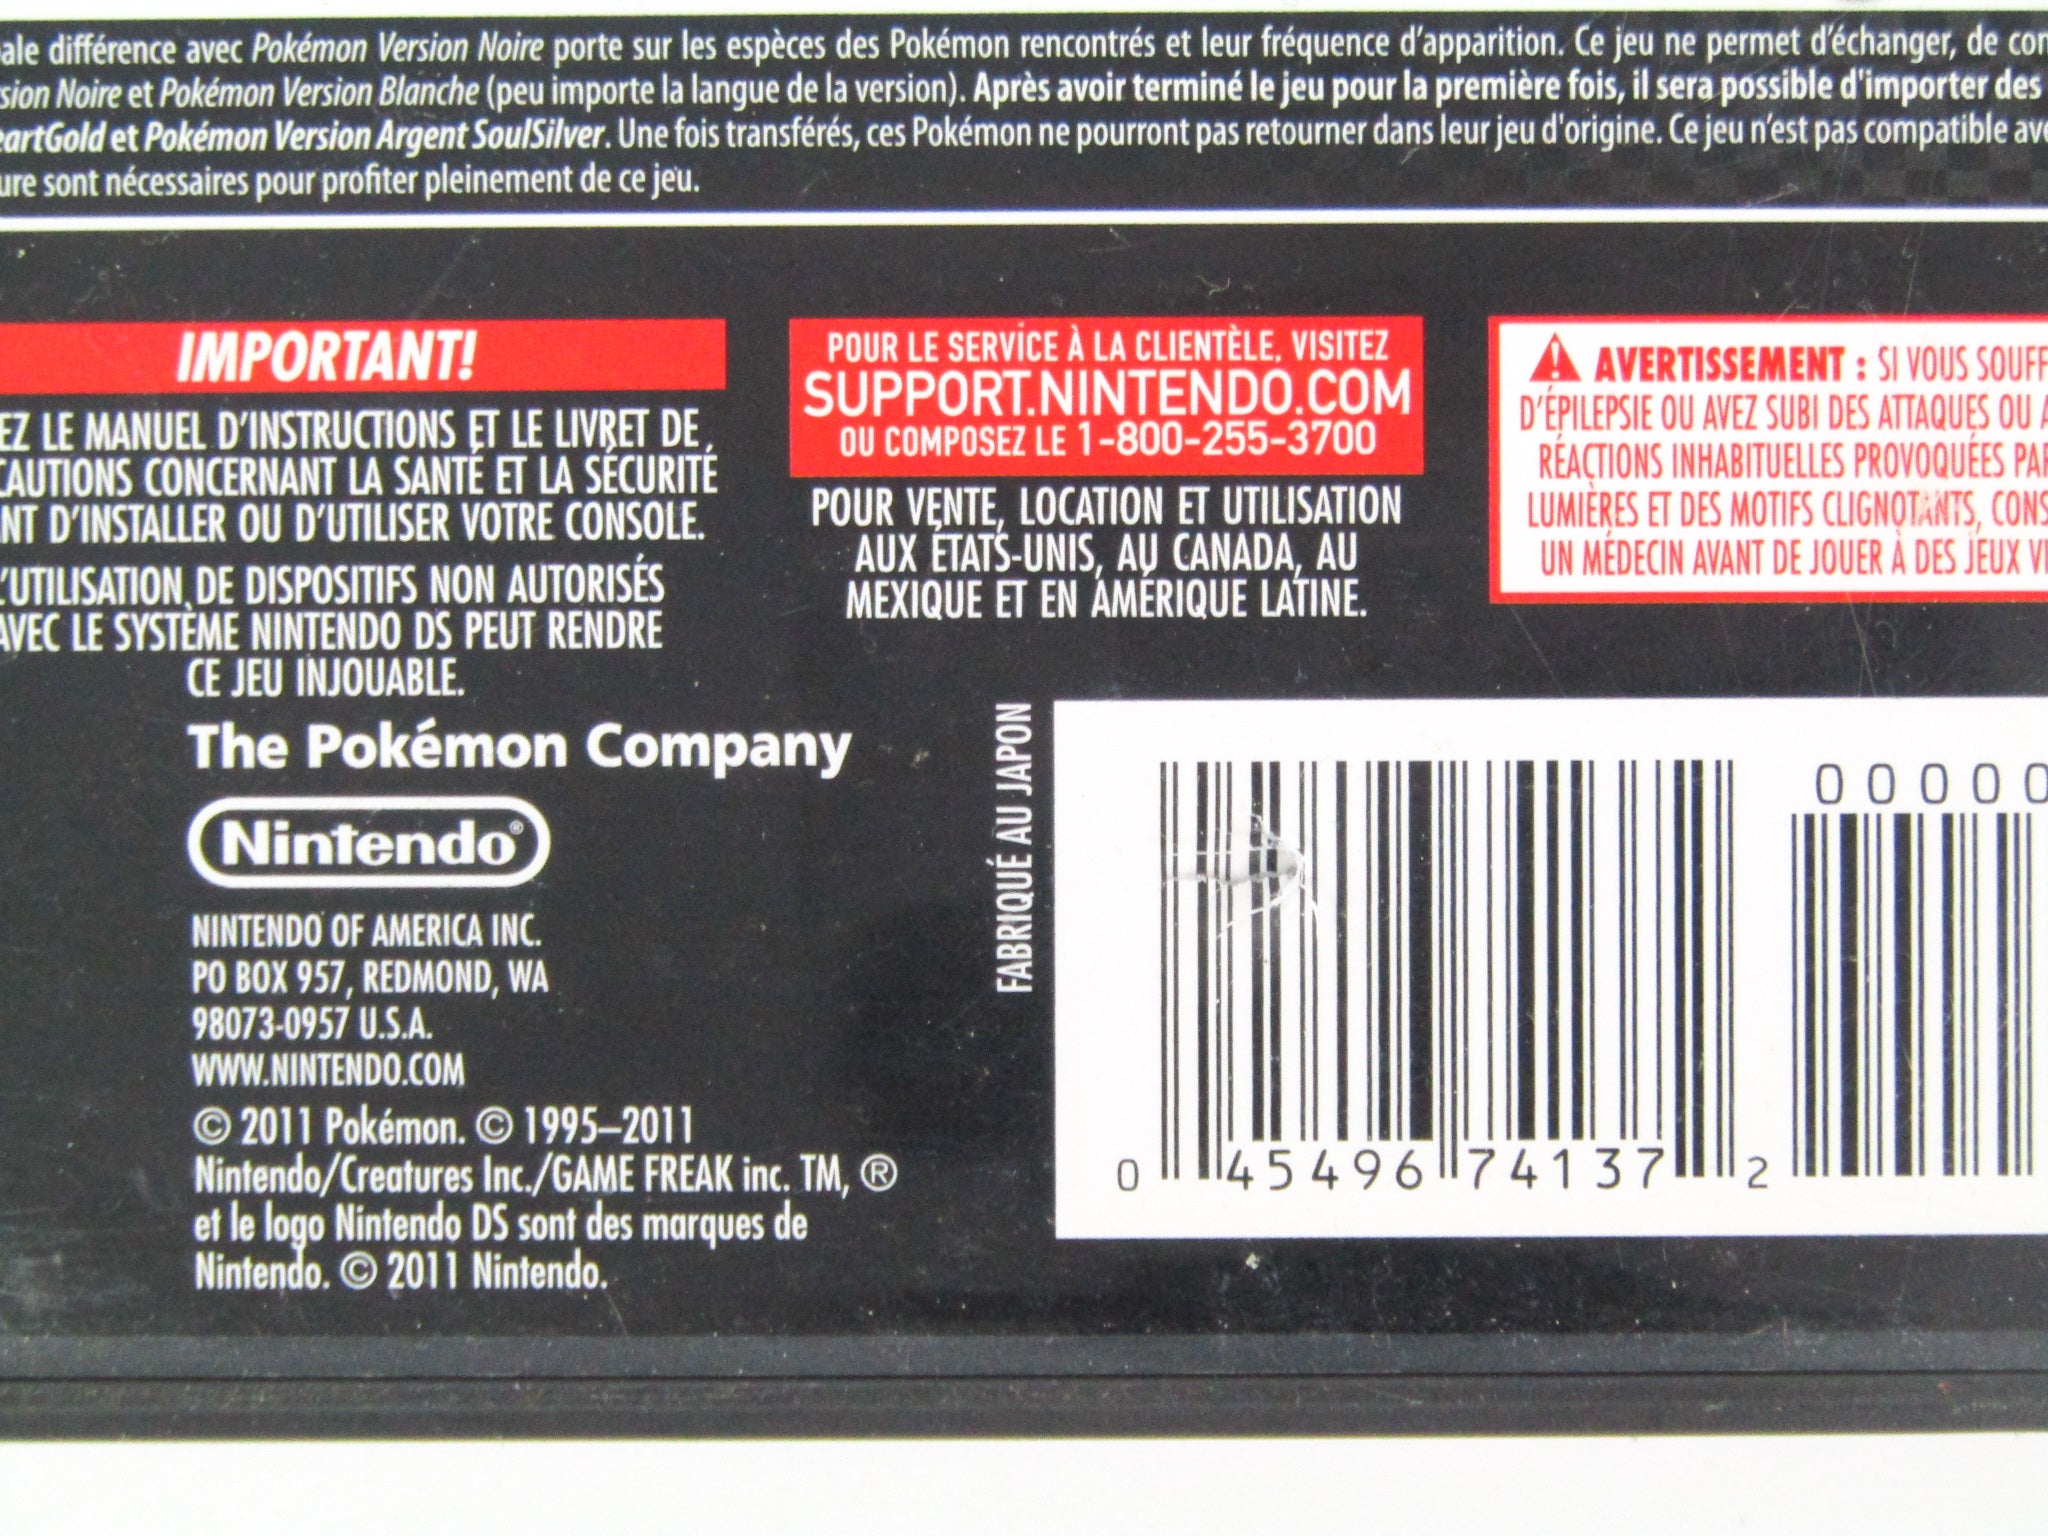 ale différence avec Pokémon Version Noire porte sur les espèces des Pokémon rencontrés et leur fréquence d'apparition. Ce jeu ne permet d'échanger, de con
sion Noire et Pokémon Version Blanche (peu importe la langue de la version). Après avoir terminé le jeu pour la première fois, il sera possible d'importer des
eartGold et Pokémon Version Argent SoulSilver. Une fois transférés, ces Pokémon ne pourront pas retourner dans leur jeu d'origine. Ce jeu n'est pas compatible ave
ure sont nécessaires pour profiter pleinement de ce jeu.
IMPORTANT!
EZ LE MANUEL D'INSTRUCTIONS ET LE LIVRET DE
CAUTIONS CONCERNANT LA SANTÉ ET LA SÉCURITÉ
NT D'INSTALLER OU D'UTILISER VOTRE CONSOLE.
L'UTILISATION DE DISPOSITIFS NON AUTORISÉS
AVEC LE SYSTÈME NINTENDO DS PEUT RENDRE
CE JEU INJOUABLE.
The Pokémon Company
Nintendo®
NINTENDO OF AMERICA INC.
PO BOX 957, REDMOND, WA
98073-0957 U.S.A.
WWW.NINTENDO.COM
© 2011 Pokémon. © 1995–2011
Nintendo/Creatures Inc./GAME FREAK inc. TM, ®
et le logo Nintendo DS sont des marques de
Nintendo. © 2011 Nintendo.
POUR LE SERVICE À LA CLIENTÈLE, VISITEZ
SUPPORT.NINTENDO.COM
OU COMPOSEZ LE 1-800-255-3700
POUR VENTE, LOCATION ET UTILISATION
AUX ÉTATS-UNIS, AU CANADA, AU
MEXIQUE ET EN AMÉRIQUE LATINE.
AVERTISSEMENT : SI VOUS SOUFF
D'ÉPILEPSIE OU AVEZ SUBI DES ATTAQUES OU A
RÉACTIONS INHABITUELLES PROVOQUÉES PAR
LUMIÈRES ET DES MOTIFS CLIGNOTANTS, CONS
UN MÉDECIN AVANT DE JOUER À DES JEUX VI
FABRIQUÉ AU JAPON
00000
0 45496 74137 2